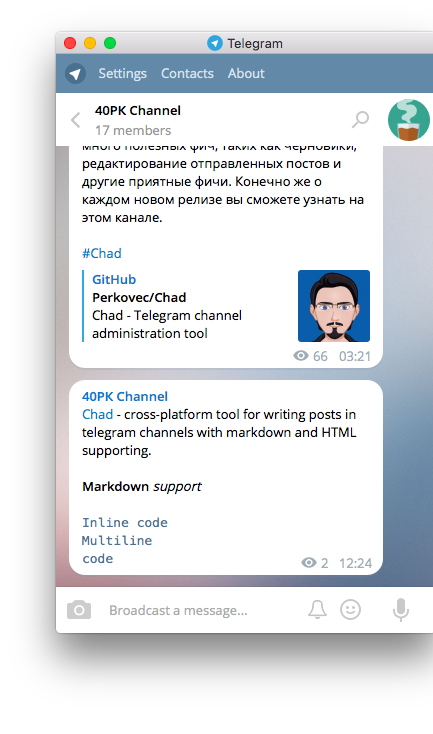 Telegram
Settings Contacts About
40PK Channel
17 members
много полезных фич, таких как черновики,
редактирование отправленных постов и
другие приятные фичи. Конечно же о
каждом новом релизе вы сможете узнать на
этом канале.
#Chad
GitHub
Perkovec/Chad
Chad - Telegram channel
administration tool
66 03:21
40PK Channel
Chad - cross-platform tool for writing posts in
telegram channels with markdown and HTML
supporting.
Markdown support
Inline code
Multiline
code
2 12:24
Broadcast a message...